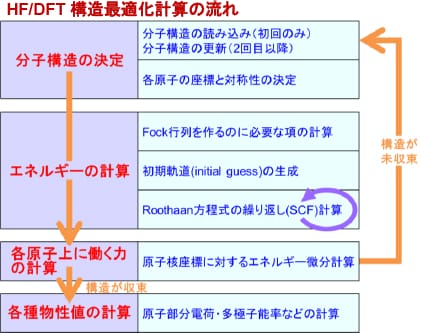 HF/DFT 構造最適化計算の流れ
分子構造の決定
分子構造の読み込み(初回のみ)
分子構造の更新(2回目以降)
各原子の座標と対称性の決定
エネルギーの計算
Fock行列を作るのに必要な項の計算
初期軌道(initial guess)の生成
Roothaan方程式の繰り返し(SCF)計算
構造が
未収束
各原子上に働く力
の計算
原子核座標に対するエネルギー微分計算
構造が収束
各種物性値の計算
原子部分電荷・多極子能率などの計算